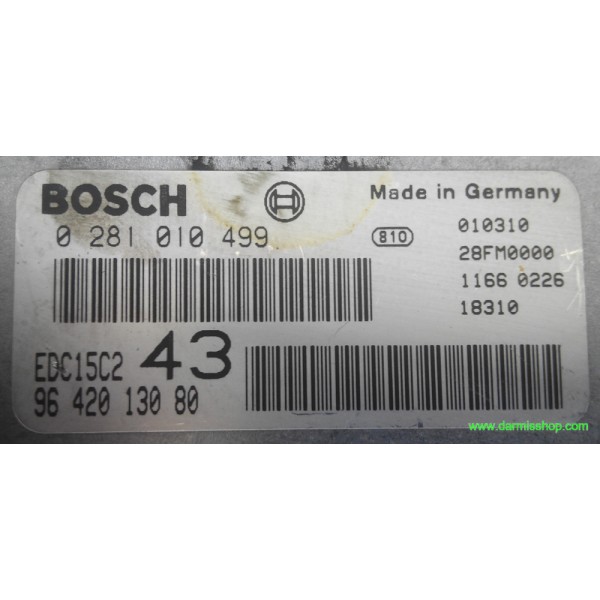 BOSCH
Made in Germany
0 281 010 499
810
010310
28FM0000
1166 0226
18310
EDC15C2
43
96 420 130 80
www.darmisshop.com